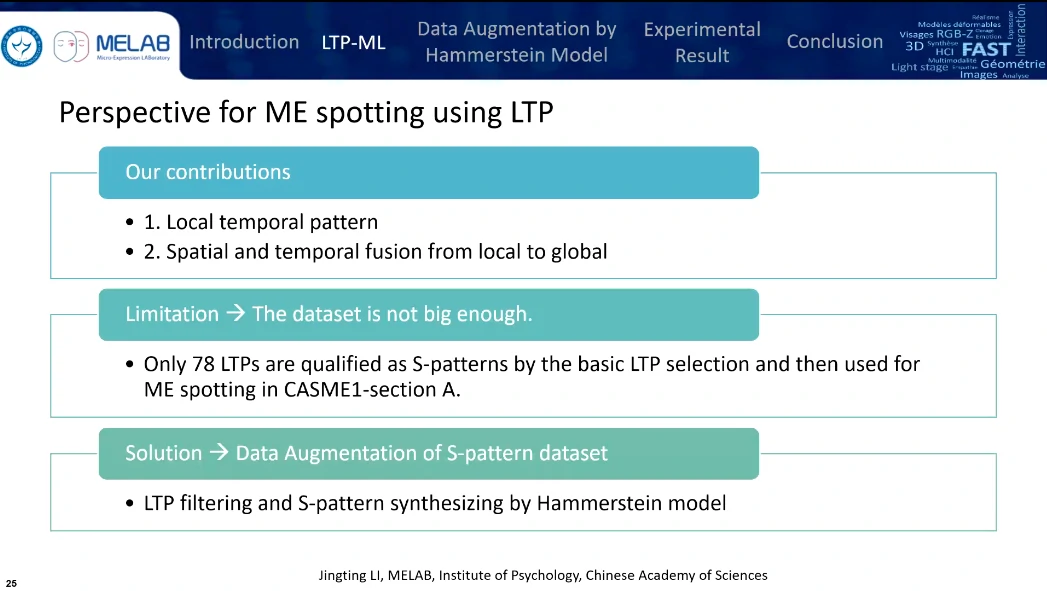 MELAB
Micro-Expression LABoratory
Introduction
LTP-ML
Data Augmentation by
Hammerstein Model
Experimental
Result
Conclusion
Réalisme
Modèles déformables
Visages RGB-Z
Emotion
Expression
Interaction
3D Synthèse
HCI FAST
Multimodalité
Light stage Empathie Géométrie
Images Analyse
Perspective for ME spotting using LTP
Our contributions
• 1. Local temporal pattern
• 2. Spatial and temporal fusion from local to global
Limitation → The dataset is not big enough.
• Only 78 LTPs are qualified as S-patterns by the basic LTP selection and then used for
ME spotting in CASME1-section A.
Solution → Data Augmentation of S-pattern dataset
• LTP filtering and S-pattern synthesizing by Hammerstein model
25
Jingting LI, MELAB, Institute of Psychology, Chinese Academy of Sciences